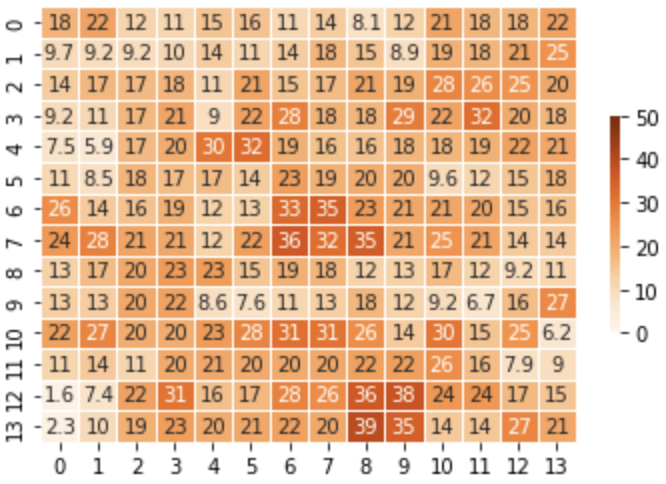 0 18 22 12 11 15 16 11 14 8.1 12 21 18 18 22
1 9.7 9.2 9.2 10 14 11 14 18 15 8.9 19 18 21 25
2 14 17 17 18 11 21 15 17 21 19 28 26 25 20
3 9.2 11 17 21 9 22 28 18 18 29 22 32 20 18
4 7.5 5.9 17 20 30 32 19 16 16 18 18 19 22 21
5 11 8.5 18 17 17 14 23 19 20 20 9.6 12 15 18
6 26 14 16 19 12 13 33 35 23 21 21 20 15 16
7 24 28 21 21 12 22 36 32 35 21 25 21 14 14
8 13 17 20 23 23 15 19 18 12 13 17 12 9.2 11
9 13 13 20 22 8.6 7.6 11 13 18 12 9.2 6.7 16 27
10 22 27 20 20 23 28 31 31 26 14 30 15 25 6.2
11 11 14 11 20 21 20 20 20 22 22 26 16 7.9 9
12 1.6 7.4 22 31 16 17 28 26 36 38 24 24 17 15
13 2.3 10 19 23 20 21 22 20 39 35 14 14 27 21
0 1 2 3 4 5 6 7 8 9 10 11 12 13
50
40
30
20
10
0